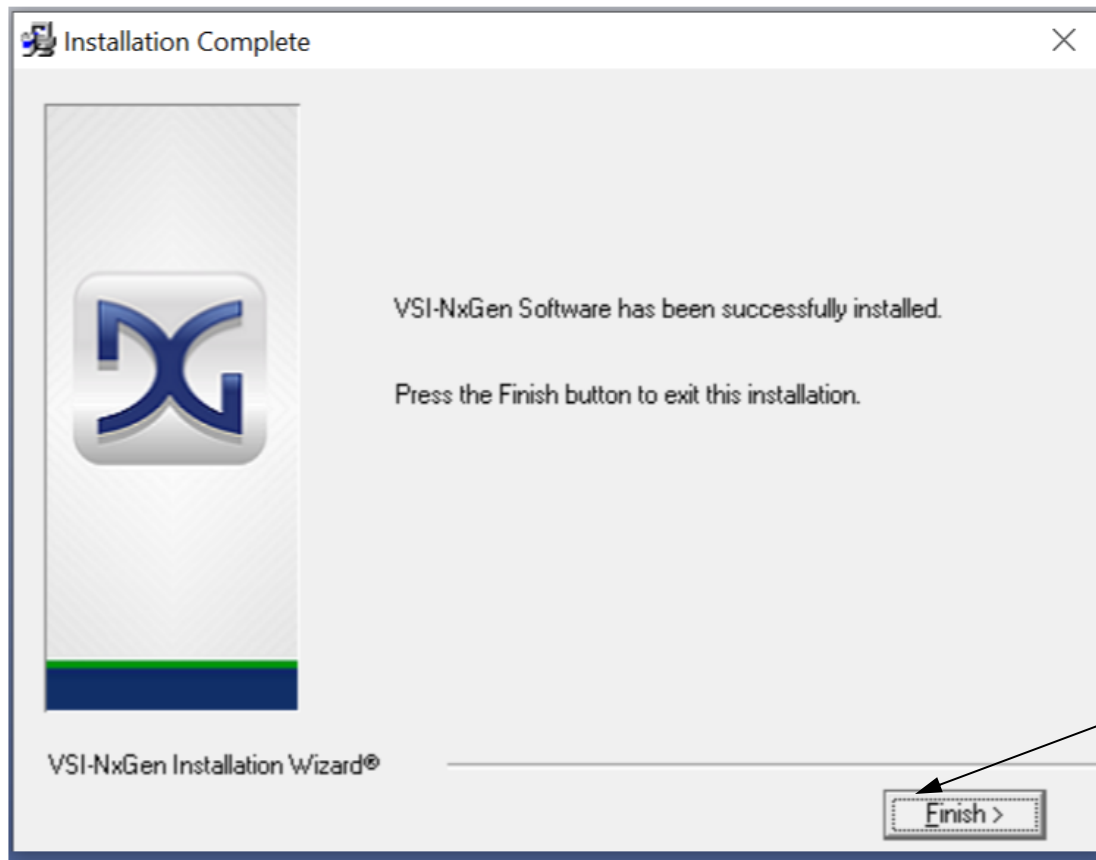 Installation Complete
VSI-NxGen Software has been successfully installed.
Press the Finish button to exit this installation.
VSI-NxGen Installation Wizard®
Finish >